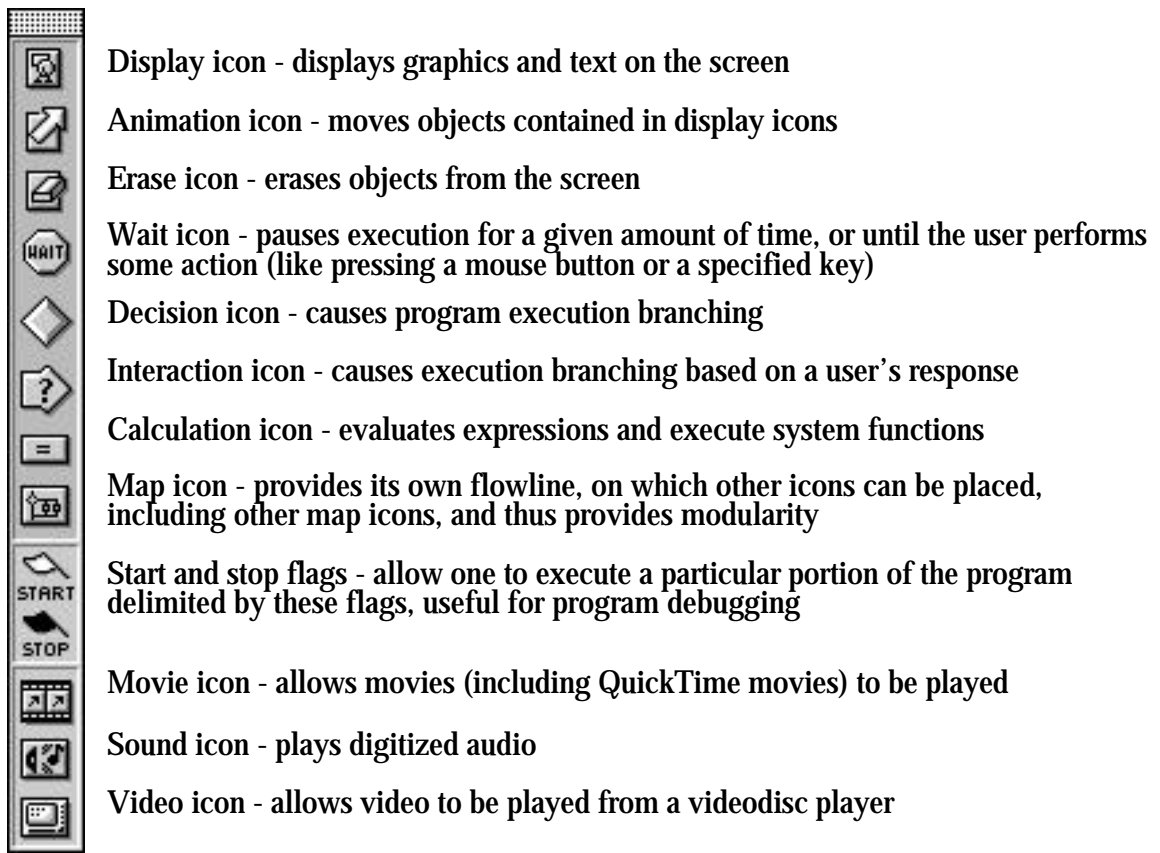 Display icon - displays graphics and text on the screen
Animation icon - moves objects contained in display icons
Erase icon - erases objects from the screen
WAIT
Wait icon - pauses execution for a given amount of time, or until the user performs
some action (like pressing a mouse button or a specified key)
Decision icon - causes program execution branching
?
Interaction icon - causes execution branching based on a user’s response
=
Calculation icon - evaluates expressions and execute system functions
Map icon - provides its own flowline, on which other icons can be placed,
including other map icons, and thus provides modularity
START
Start and stop flags - allow one to execute a particular portion of the program
delimited by these flags, useful for program debugging
STOP
Movie icon - allows movies (including QuickTime movies) to be played
Sound icon - plays digitized audio
Video icon - allows video to be played from a videodisc player